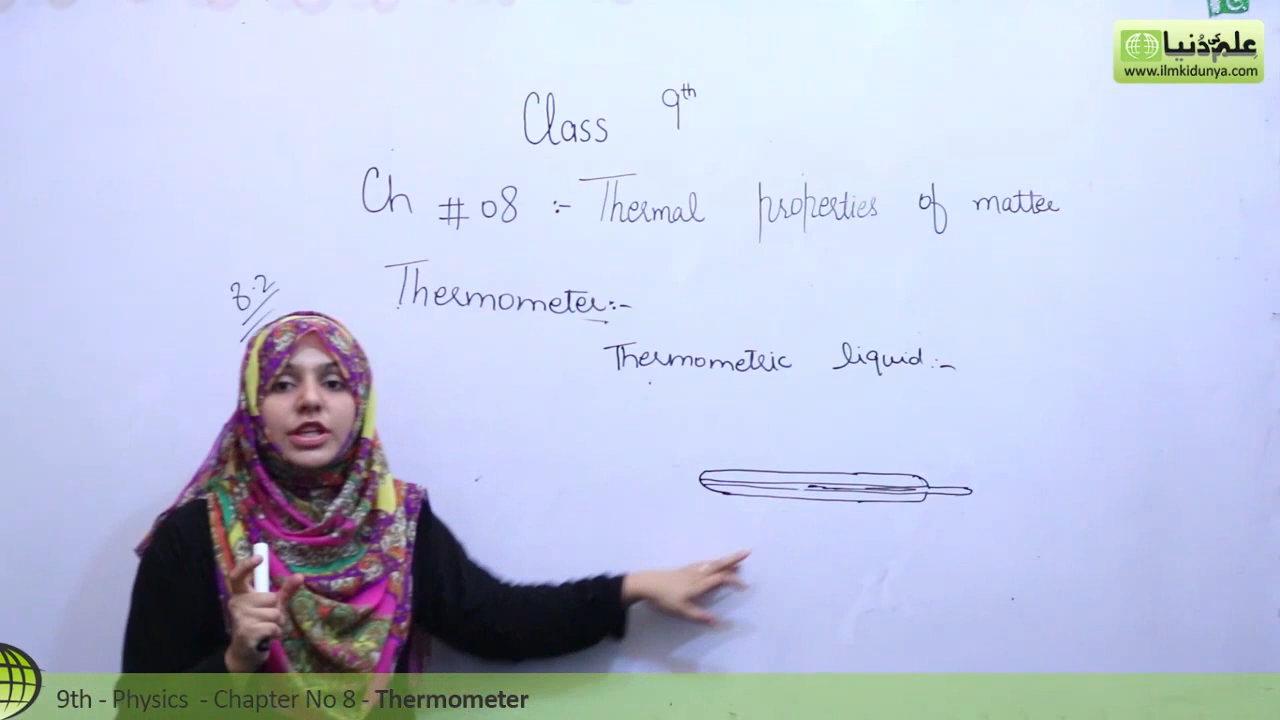 علم کی دنیا
www.ilmkidunya.com
Class 9th
Ch # 08 :- Thermal properties of matter
8.2
Thermometer:-
Thermometric liquid:-
9th - Physics - Chapter No 8 - Thermometer